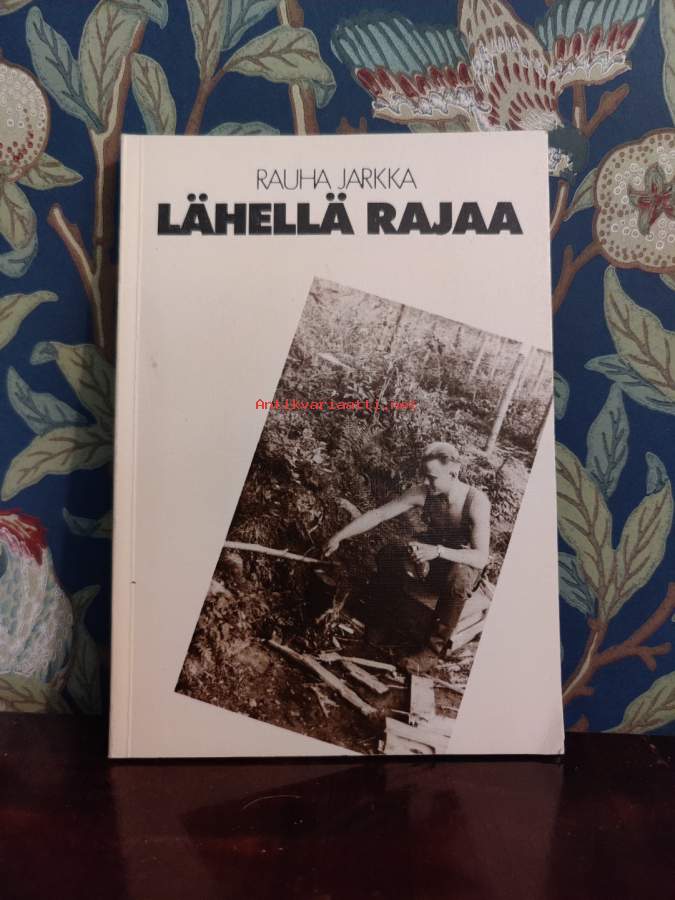 RAUHA JARKKA
LÄHELLÄ RAJAA
Antikvariaatti.net